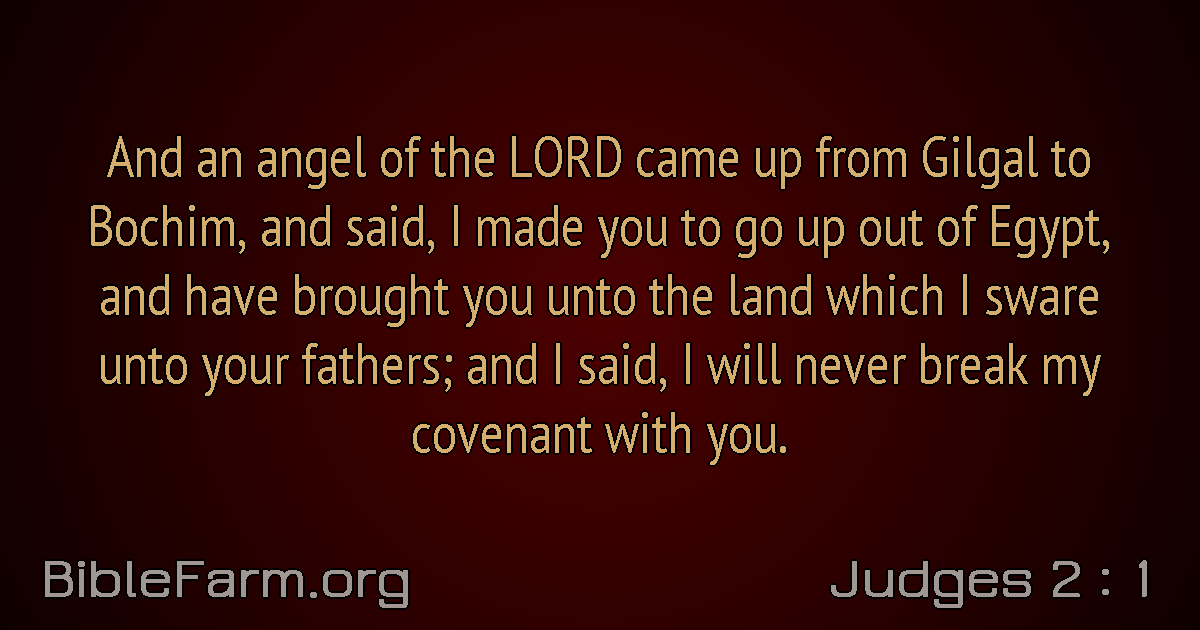 And an angel of the LORD came up from Gilgal to
Bochim, and said, I made you to go up out of Egypt,
and have brought you unto the land which I sware
unto your fathers; and I said, I will never break my
covenant with you.
BibleFarm.org
Judges 2 : 1